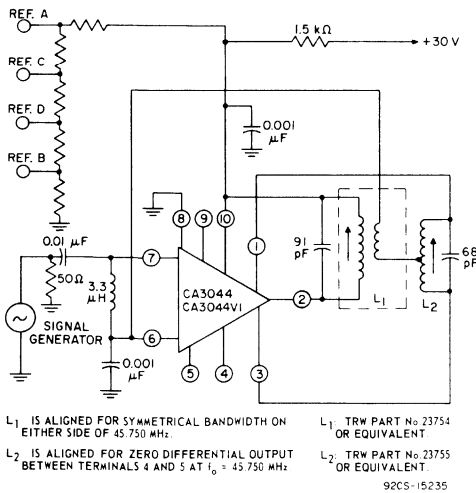 REF. A
1.5 kΩ
+30 V
REF. C
REF. D
0.001
μF
REF. B
8
9
10
1
0.01 μF
7
91
pF
68
pF
50Ω
3.3
μH
CA3044
CA3044V1
2
L1
L2
SIGNAL
GENERATOR
6
0.001
μF
5
4
3
L1 IS ALIGNED FOR SYMMETRICAL BANDWIDTH ON
EITHER SIDE OF 45.750 MHz.
L1: TRW PART No.23754
OR EQUIVALENT.
L2 IS ALIGNED FOR ZERO DIFFERENTIAL OUTPUT
BETWEEN TERMINALS 4 AND 5 AT fo = 45.750 MHz
L2: TRW PART No.23755
OR EQUIVALENT.
92CS-15235